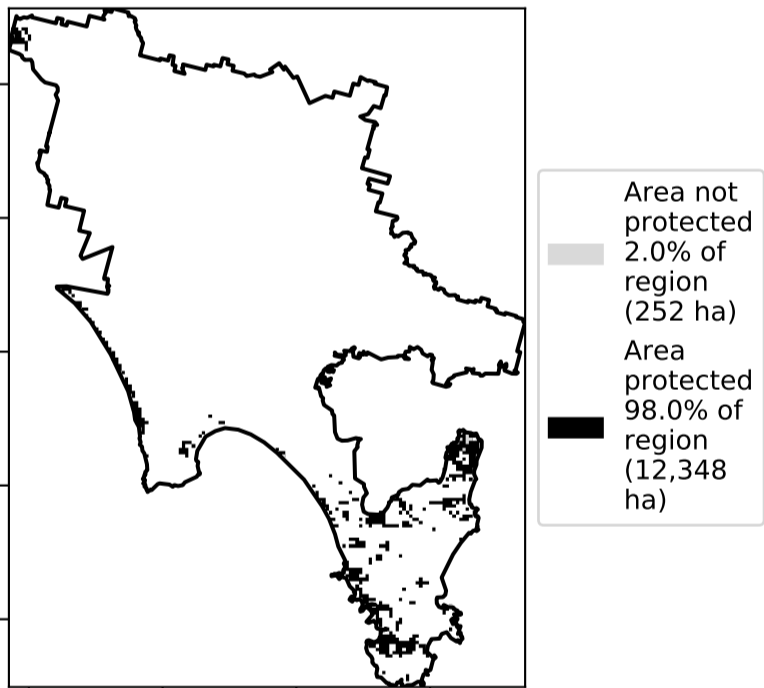 Area not
protected
2.0% of
region
(252 ha)
Area
protected
98.0% of
region
(12,348
ha)